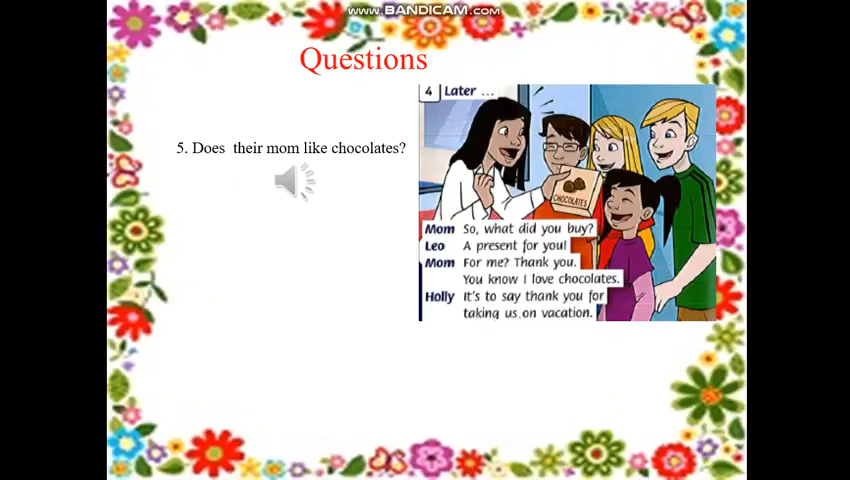 WWW.BANDICAM.COM
Questions
4 Later ...
5. Does their mom like chocolates?
CHOCOLATES
Mom So, what did you buy?
Leo A present for you!
Mom For me? Thank you.
You know I love chocolates.
Holly It's to say thank you for
taking us on vacation.